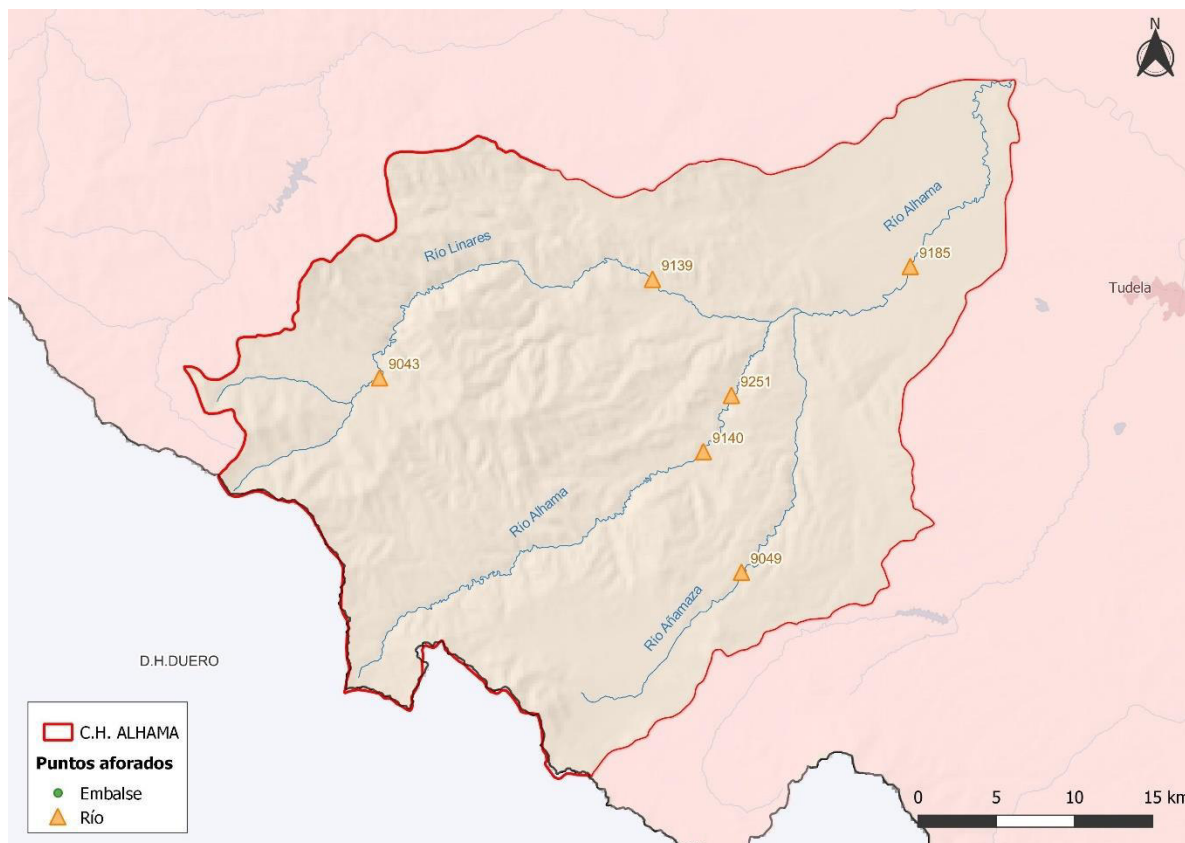 N
Río Alhama
Río Linares
9139
9185
Tudela
9043
9251
9140
Río Alhama
9049
Río Añamaza
D.H.DUERO
C.H. ALHAMA
Puntos aforados
Embalse
Río
0 5 10 15 km